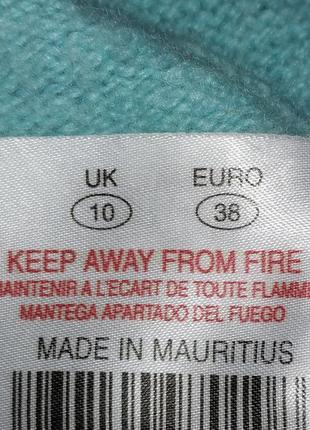 UK EURO
10 38
KEEP AWAY FROM FIRE
MAINTENIR A L'ECART DE TOUTE FLAMME
MANTEGA APARTADO DEL FUEGO
MADE IN MAURITIUS